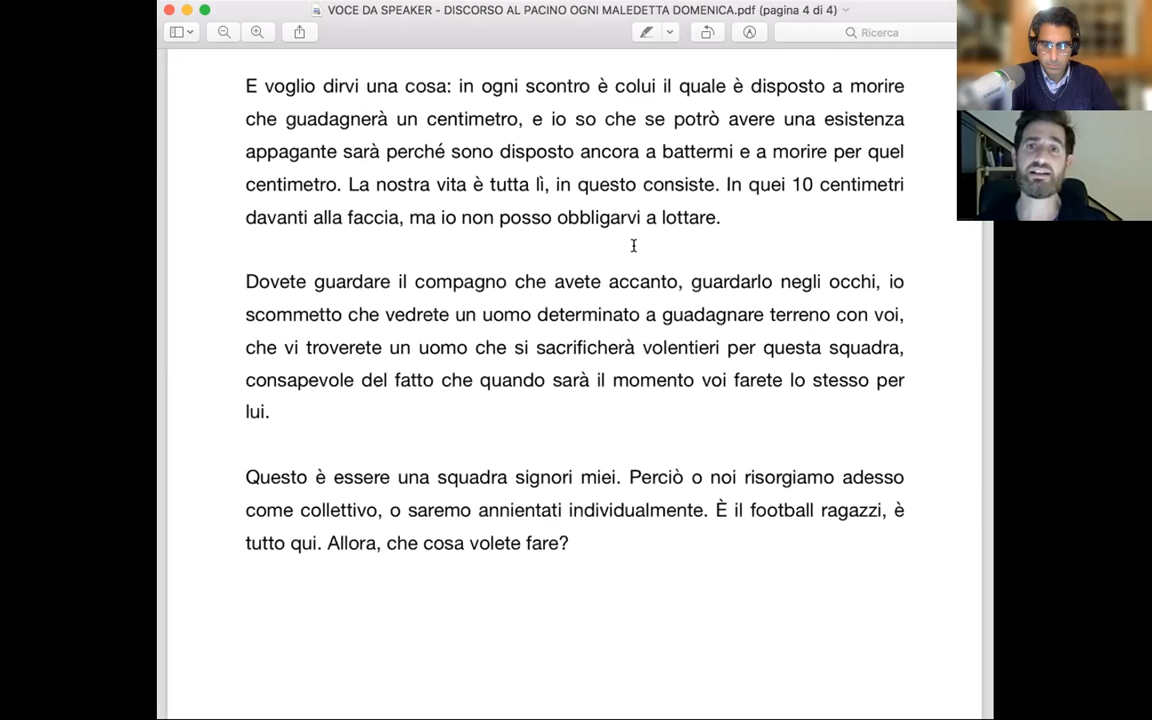 VOCE DA SPEAKER - DISCORSO AL PACINO OGNI MALEDETTA DOMENICA.pdf (pagina 4 di 4)
Ricerca
E voglio dirvi una cosa: in ogni scontro è colui il quale è disposto a morire
che guadagnerà un centimetro, e io so che se potrò avere una esistenza
appagante sarà perché sono disposto ancora a battermi e a morire per quel
centimetro. La nostra vita è tutta lì, in questo consiste. In quei 10 centimetri
davanti alla faccia, ma io non posso obbligarvi a lottare.
Dovete guardare il compagno che avete accanto, guardarlo negli occhi, io
scommetto che vedrete un uomo determinato a guadagnare terreno con voi,
che vi troverete un uomo che si sacrificherà volentieri per questa squadra,
consapevole del fatto che quando sarà il momento voi farete lo stesso per
lui.
Questo è essere una squadra signori miei. Perciò o noi risorgiamo adesso
come collettivo, o saremo annientati individualmente. È il football ragazzi, è
tutto qui. Allora, che cosa volete fare?